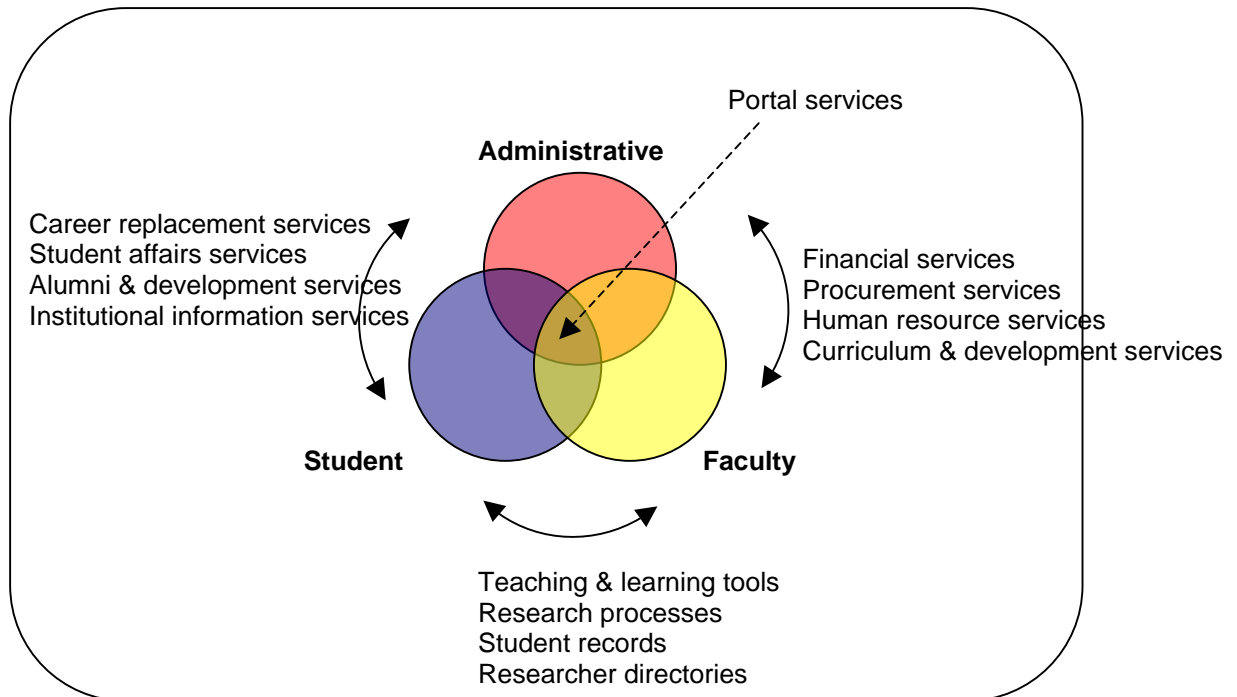 Portal services
Administrative
Career replacement services
Student affairs services
Alumni & development services
Institutional information services
Financial services
Procurement services
Human resource services
Curriculum & development services
Student
Faculty
Teaching & learning tools
Research processes
Student records
Researcher directories